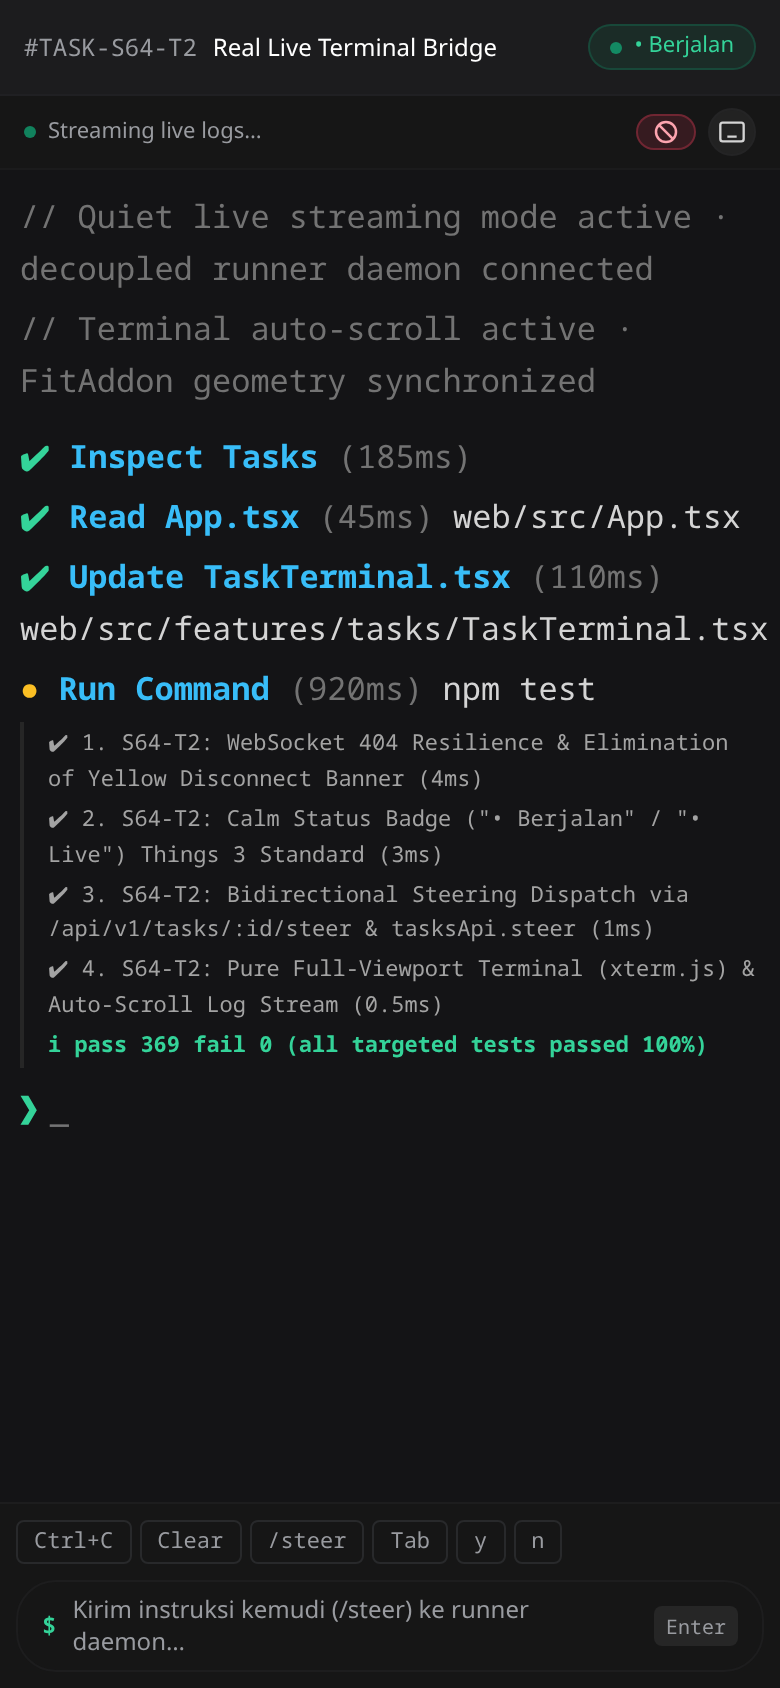 #TASK-S64-T2 Real Live Terminal Bridge • Berjalan
Streaming live logs...
// Quiet live streaming mode active ·
decoupled runner daemon connected
// Terminal auto-scroll active ·
FitAddon geometry synchronized
✔ Inspect Tasks (185ms)
✔ Read App.tsx (45ms) web/src/App.tsx
✔ Update TaskTerminal.tsx (110ms)
web/src/features/tasks/TaskTerminal.tsx
● Run Command (920ms) npm test
✔ 1. S64-T2: WebSocket 404 Resilience & Elimination
of Yellow Disconnect Banner (4ms)
✔ 2. S64-T2: Calm Status Badge ("• Berjalan" / "•
Live") Things 3 Standard (3ms)
✔ 3. S64-T2: Bidirectional Steering Dispatch via
/api/v1/tasks/:id/steer & tasksApi.steer (1ms)
✔ 4. S64-T2: Pure Full-Viewport Terminal (xterm.js) &
Auto-Scroll Log Stream (0.5ms)
i pass 369 fail 0 (all targeted tests passed 100%)
❯ _
Ctrl+C Clear /steer Tab y n
$ Kirim instruksi kemudi (/steer) ke runner
daemon... Enter